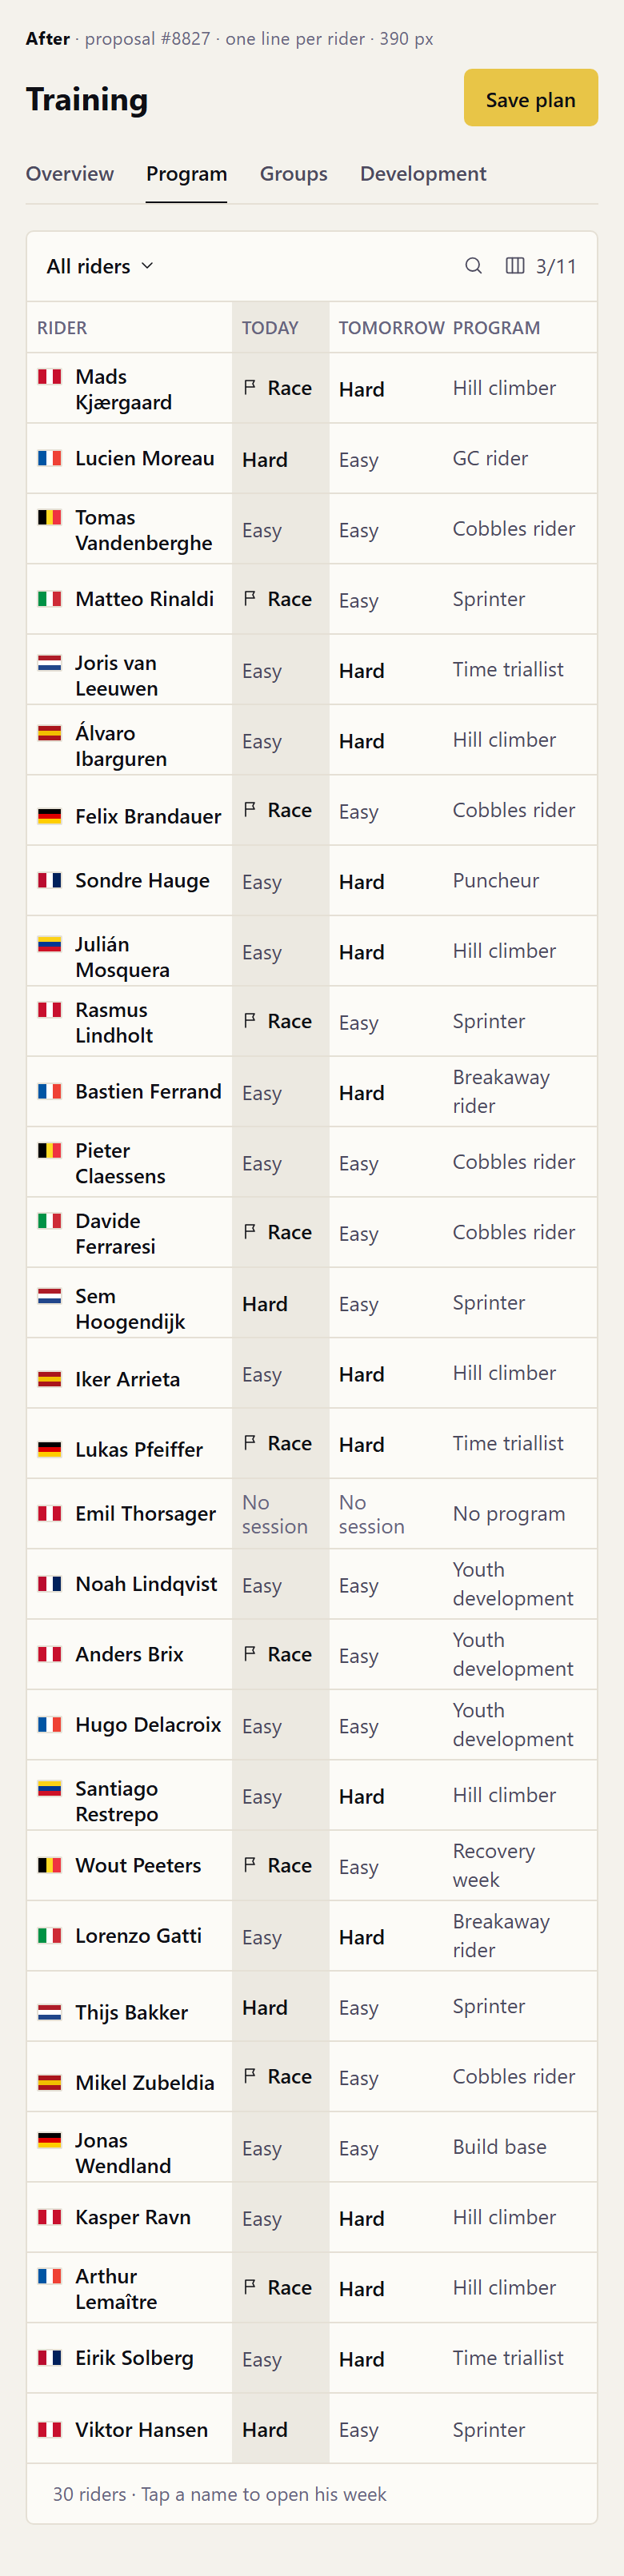 After · proposal #8827 · one line per rider · 390 px
Training
Save plan
Overview Program Groups Development
All riders 3/11
RIDER TODAY TOMORROW PROGRAM
Mads
Kjærgaard Race Hard Hill climber
Lucien Moreau Hard Easy GC rider
Tomas
Vandenberghe Easy Easy Cobbles rider
Matteo Rinaldi Race Easy Sprinter
Joris van
Leeuwen Easy Hard Time triallist
Álvaro
Ibarguren Easy Hard Hill climber
Felix Brandauer Race Easy Cobbles rider
Sondre Hauge Easy Hard Puncheur
Julián
Mosquera Easy Hard Hill climber
Rasmus
Lindholt Race Easy Sprinter
Bastien Ferrand Easy Hard Breakaway
rider
Pieter
Claessens Easy Easy Cobbles rider
Davide
Ferraresi Race Easy Cobbles rider
Sem
Hoogendijk Hard Easy Sprinter
Iker Arrieta Easy Hard Hill climber
Lukas Pfeiffer Race Hard Time triallist
Emil Thorsager No session No session No program
Noah Lindqvist Easy Easy Youth
development
Anders Brix Race Easy Youth
development
Hugo Delacroix Easy Easy Youth
development
Santiago
Restrepo Easy Hard Hill climber
Wout Peeters Race Easy Recovery
week
Lorenzo Gatti Easy Hard Breakaway
rider
Thijs Bakker Hard Easy Sprinter
Mikel Zubeldia Race Easy Cobbles rider
Jonas
Wendland Easy Easy Build base
Kasper Ravn Easy Hard Hill climber
Arthur
Lemaître Race Hard Hill climber
Eirik Solberg Easy Hard Time triallist
Viktor Hansen Hard Easy Sprinter
30 riders · Tap a name to open his week